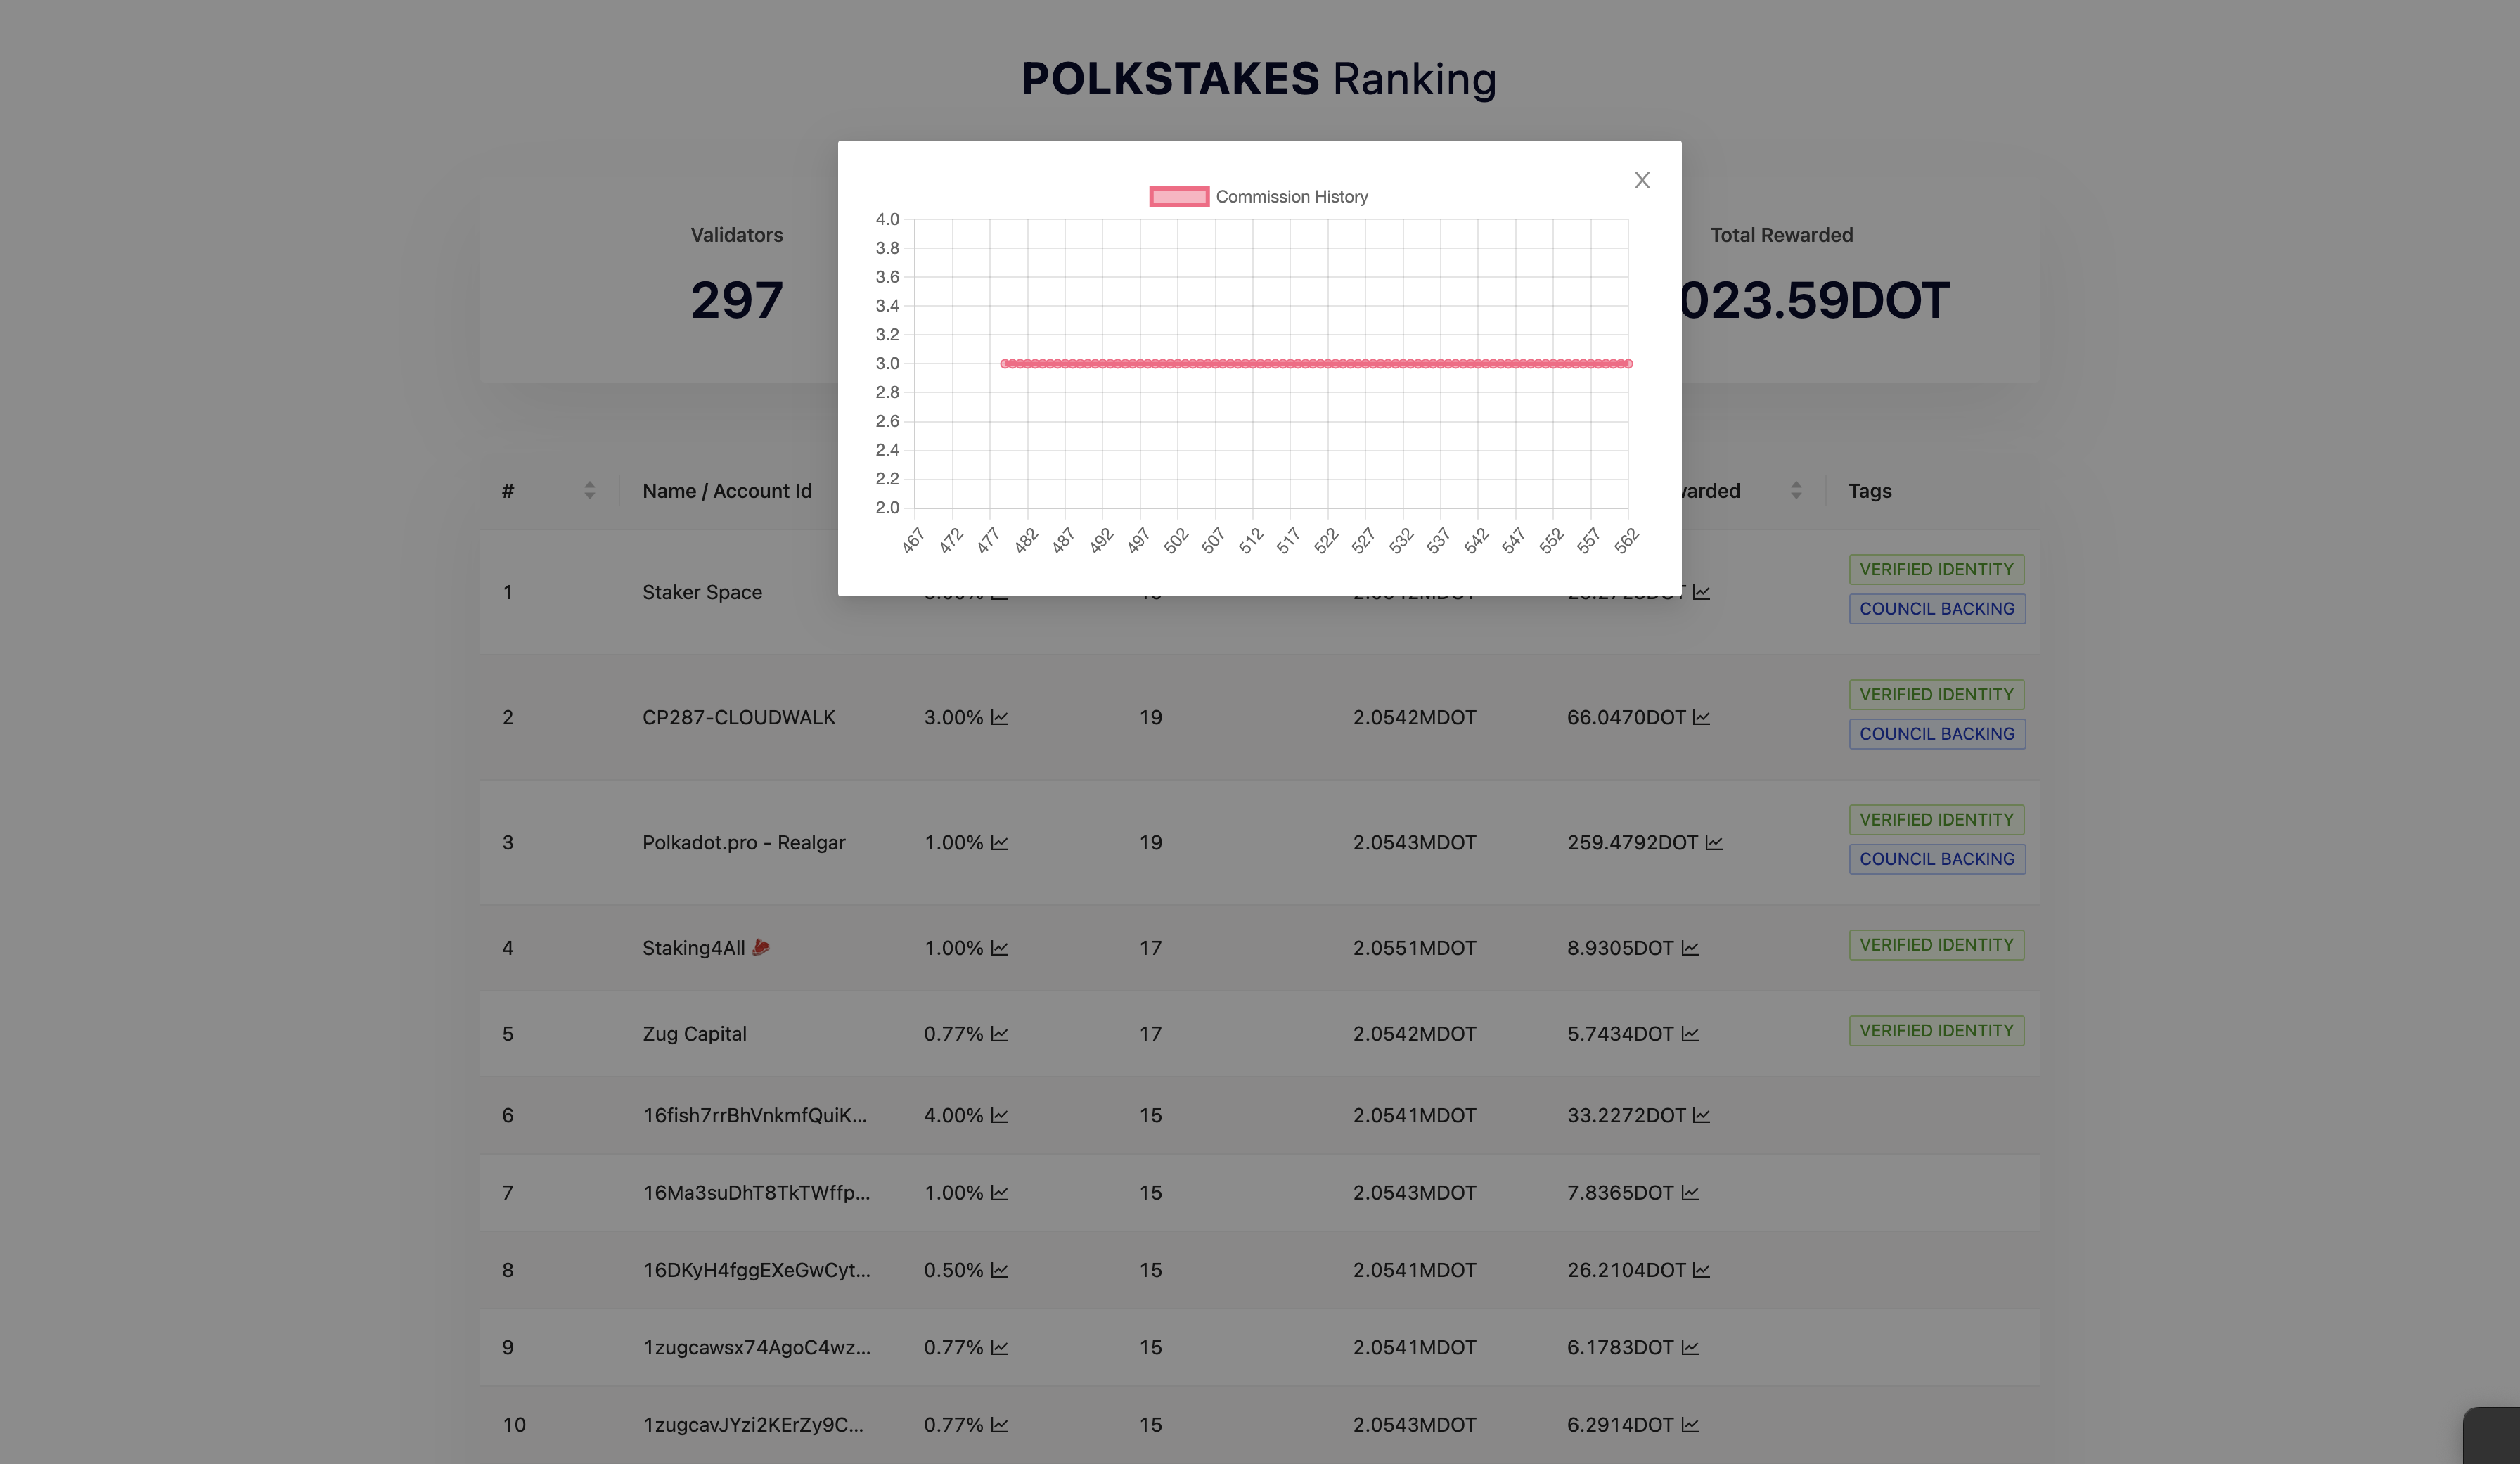 POLKSTAKES Ranking
Commission History
4.0
3.8
3.6
3.4
3.2
3.0
2.8
2.6
2.4
2.2
2.0
467 472 477 482 487 492 497 502 507 512 517 522 527 532 537 542 547 552 557 562
Validators
297
Total Rewarded
023.59DOT
# Name / Account Id Tags
1 Staker Space VERIFIED IDENTITY
COUNCIL BACKING
2 CP287-CLOUDWALK 3.00% 19 2.0542MDOT 66.0470DOT VERIFIED IDENTITY
COUNCIL BACKING
3 Polkadot.pro - Realgar 1.00% 19 2.0543MDOT 259.4792DOT VERIFIED IDENTITY
COUNCIL BACKING
4 Staking4All 1.00% 17 2.0551MDOT 8.9305DOT VERIFIED IDENTITY
5 Zug Capital 0.77% 17 2.0542MDOT 5.7434DOT VERIFIED IDENTITY
6 16fish7rrBhVnkmfQuiK... 4.00% 15 2.0541MDOT 33.2272DOT
7 16Ma3suDhT8TkTWffp... 1.00% 15 2.0543MDOT 7.8365DOT
8 16DKyH4fggEXeGwCyt... 0.50% 15 2.0541MDOT 26.2104DOT
9 1zugcawsx74AgoC4wz... 0.77% 15 2.0541MDOT 6.1783DOT
10 1zugcavJYzi2KErZy9C... 0.77% 15 2.0543MDOT 6.2914DOT